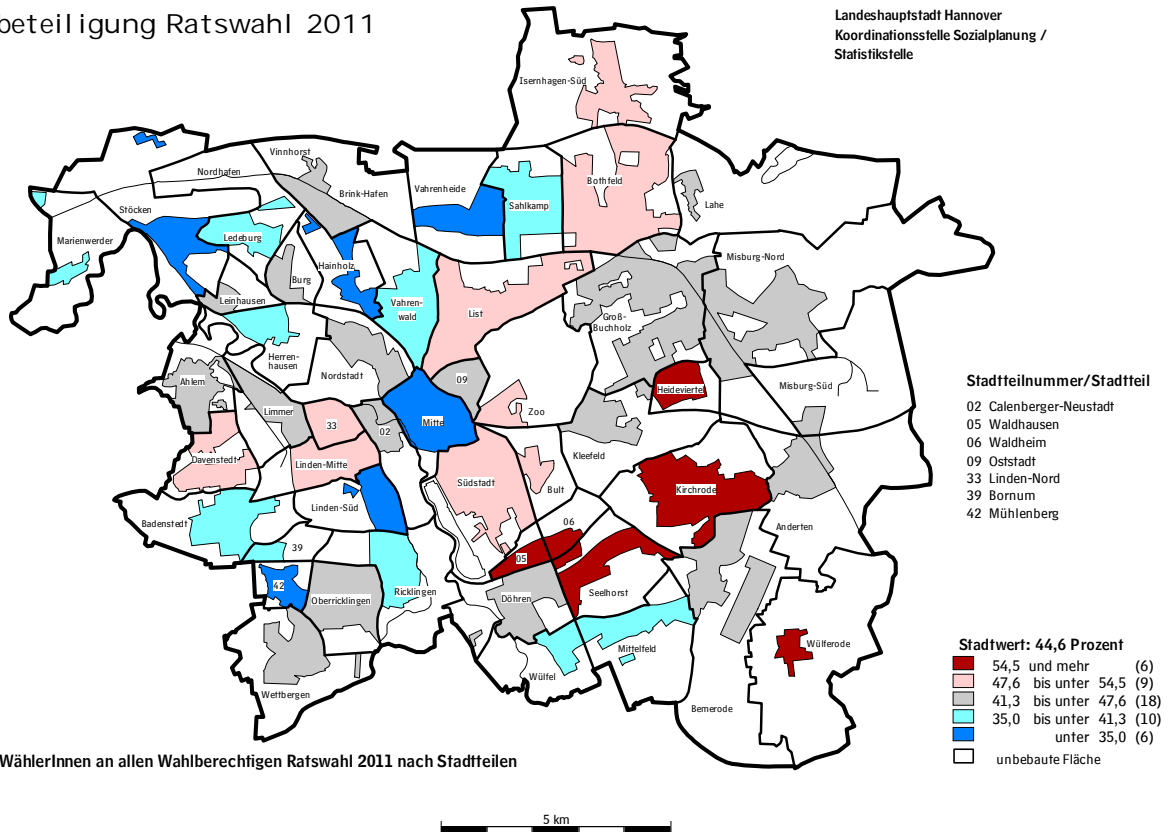 beteiligung Ratswahl 2011
Landeshauptstadt Hannover
Koordinationsstelle Sozialplanung /
Statistikstelle
Isernhagen-Süd
Vinnhorst
Nordhafen
Brink-Hafen
Vahrenheide
Bothfeld
Lahe
Stöcken
Sahlkamp
Marienwerder
Ledeburg
Hainholz
Burg
Misburg-Nord
Leinhausen
Vahren-
wald
List
Groß-
Buchholz
Herren-
hausen
Nordstadt
Ahlem
09
Heideviertel
Misburg-Süd
Limmer
33
02
Mitte
Zoo
Davenstedt
Linden-Mitte
Kleefeld
Südstadt
Bult
Kirchrode
Badenstedt
Linden-Süd
06
Anderten
39
05
42
Oberricklingen
Ricklingen
Döhren
Seelhorst
Mittelfeld
Wülferode
Wülfel
Wettbergen
Bemerode
Stadtteilnummer/Stadtteil
02 Calenberger-Neustadt
05 Waldhausen
06 Waldheim
09 Oststadt
33 Linden-Nord
39 Bornum
42 Mühlenberg
Stadtwert: 44,6 Prozent
54,5 und mehr (6)
47,6 bis unter 54,5 (9)
41,3 bis unter 47,6 (18)
35,0 bis unter 41,3 (10)
unter 35,0 (6)
unbebaute Fläche
WählerInnen an allen Wahlberechtigen Ratswahl 2011 nach Stadtteilen
5 km